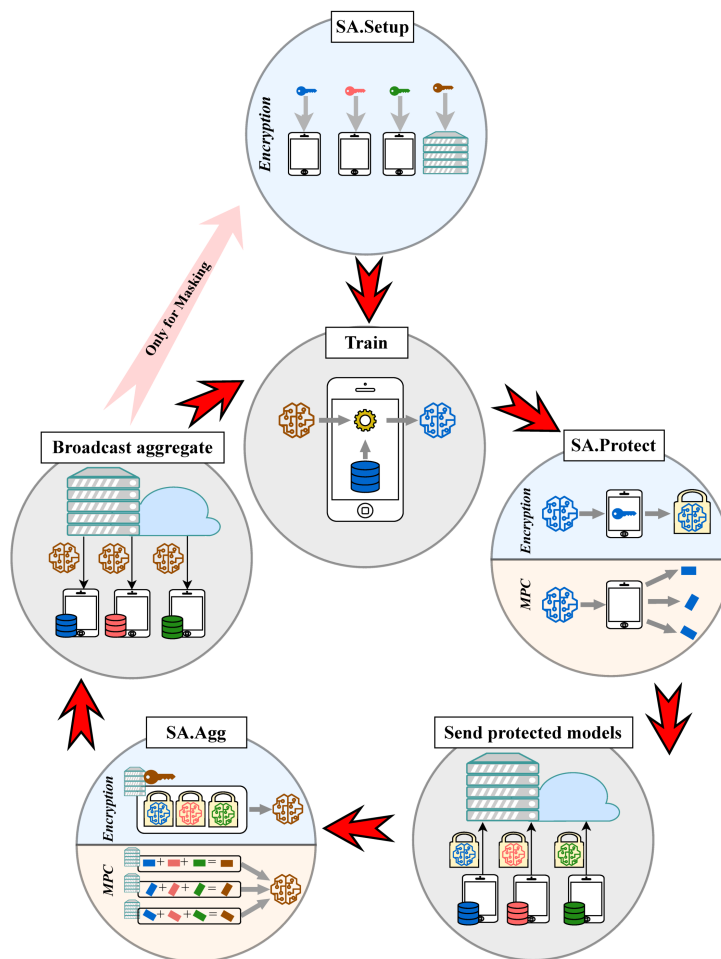 SA.Setup
Encryption
Only for Masking
Train
Broadcast aggregate
SA.Protect
Encryption
MPC
SA.Agg
Encryption
MPC
Send protected models